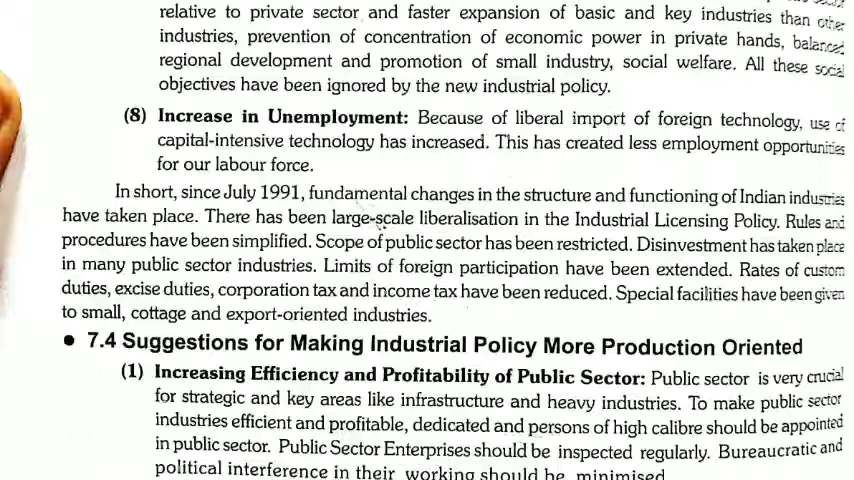 relative to private sector and faster expansion of basic and key industries than other
industries, prevention of concentration of economic power in private hands, balanced
regional development and promotion of small industry, social welfare. All these social
objectives have been ignored by the new industrial policy.
(8) Increase in Unemployment: Because of liberal import of foreign technology, use of
capital-intensive technology has increased. This has created less employment opportunities
for our labour force.
In short, since July 1991, fundamental changes in the structure and functioning of Indian industries
have taken place. There has been large-scale liberalisation in the Industrial Licensing Policy. Rules and
procedures have been simplified. Scope of public sector has been restricted. Disinvestment has taken place
in many public sector industries. Limits of foreign participation have been extended. Rates of custom
duties, excise duties, corporation tax and income tax have been reduced. Special facilities have been given
to small, cottage and export-oriented industries.
• 7.4 Suggestions for Making Industrial Policy More Production Oriented
(1) Increasing Efficiency and Profitability of Public Sector: Public sector is very crucial
for strategic and key areas like infrastructure and heavy industries. To make public sector
industries efficient and profitable, dedicated and persons of high calibre should be appointed
in public sector. Public Sector Enterprises should be inspected regularly. Bureaucratic and
political interference in their working should be minimised